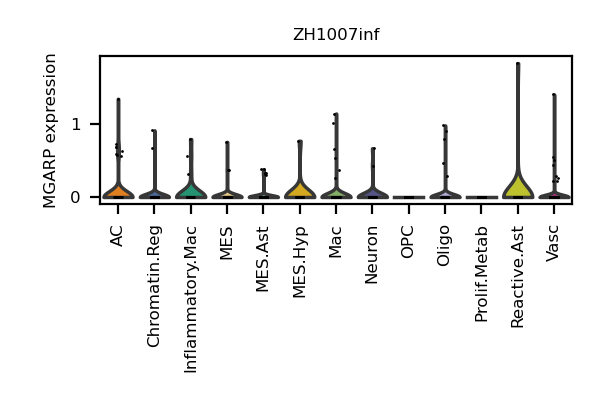 ZH1007inf
MGARP expression
1
0
AC
Chromatin.Reg
Inflammatory.Mac
MES
MES.Ast
MES.Hyp
Mac
Neuron
OPC
Oligo
Prolif.Metab
Reactive.Ast
Vasc